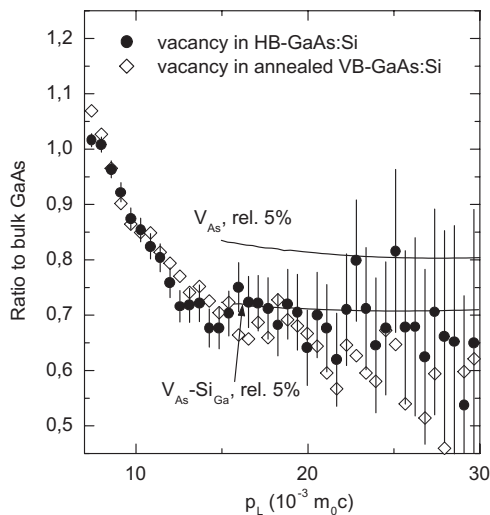 1,2
1,1
1,0
0,9
0,8
0,7
0,6
0,5
Ratio to bulk GaAs
vacancy in HB-GaAs:Si
vacancy in annealed VB-GaAs:Si
V_As, rel. 5%
V_As-Si_Ga, rel. 5%
10
20
30
p_L (10^-3 m_0c)